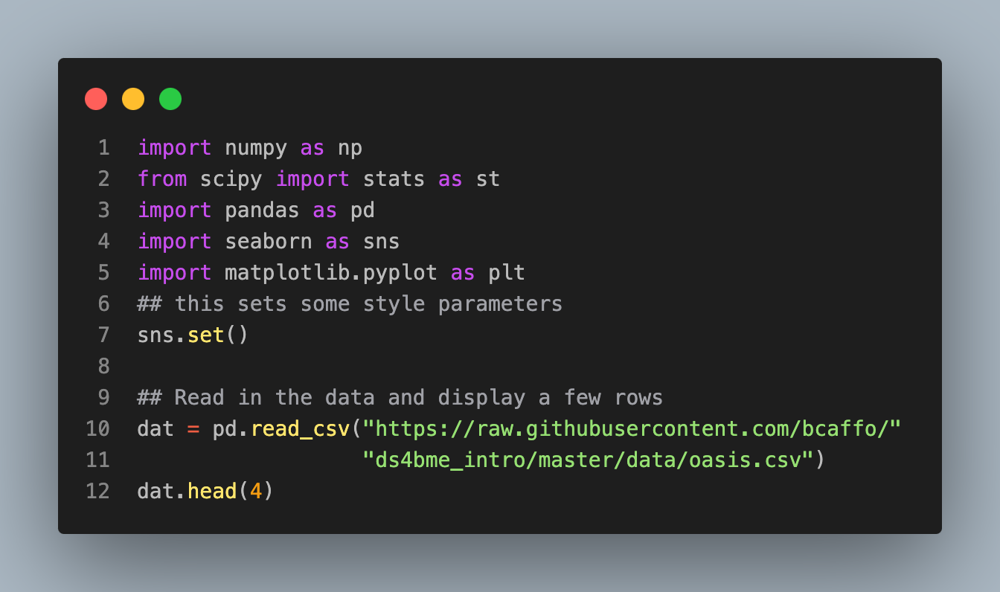 1 import numpy as np
2 from scipy import stats as st
3 import pandas as pd
4 import seaborn as sns
5 import matplotlib.pyplot as plt
6 ## this sets some style parameters
7 sns.set()
8
9 ## Read in the data and display a few rows
10 dat = pd.read_csv("https://raw.githubusercontent.com/bcaffo/"
11                   "ds4bme_intro/master/data/oasis.csv")
12 dat.head(4)